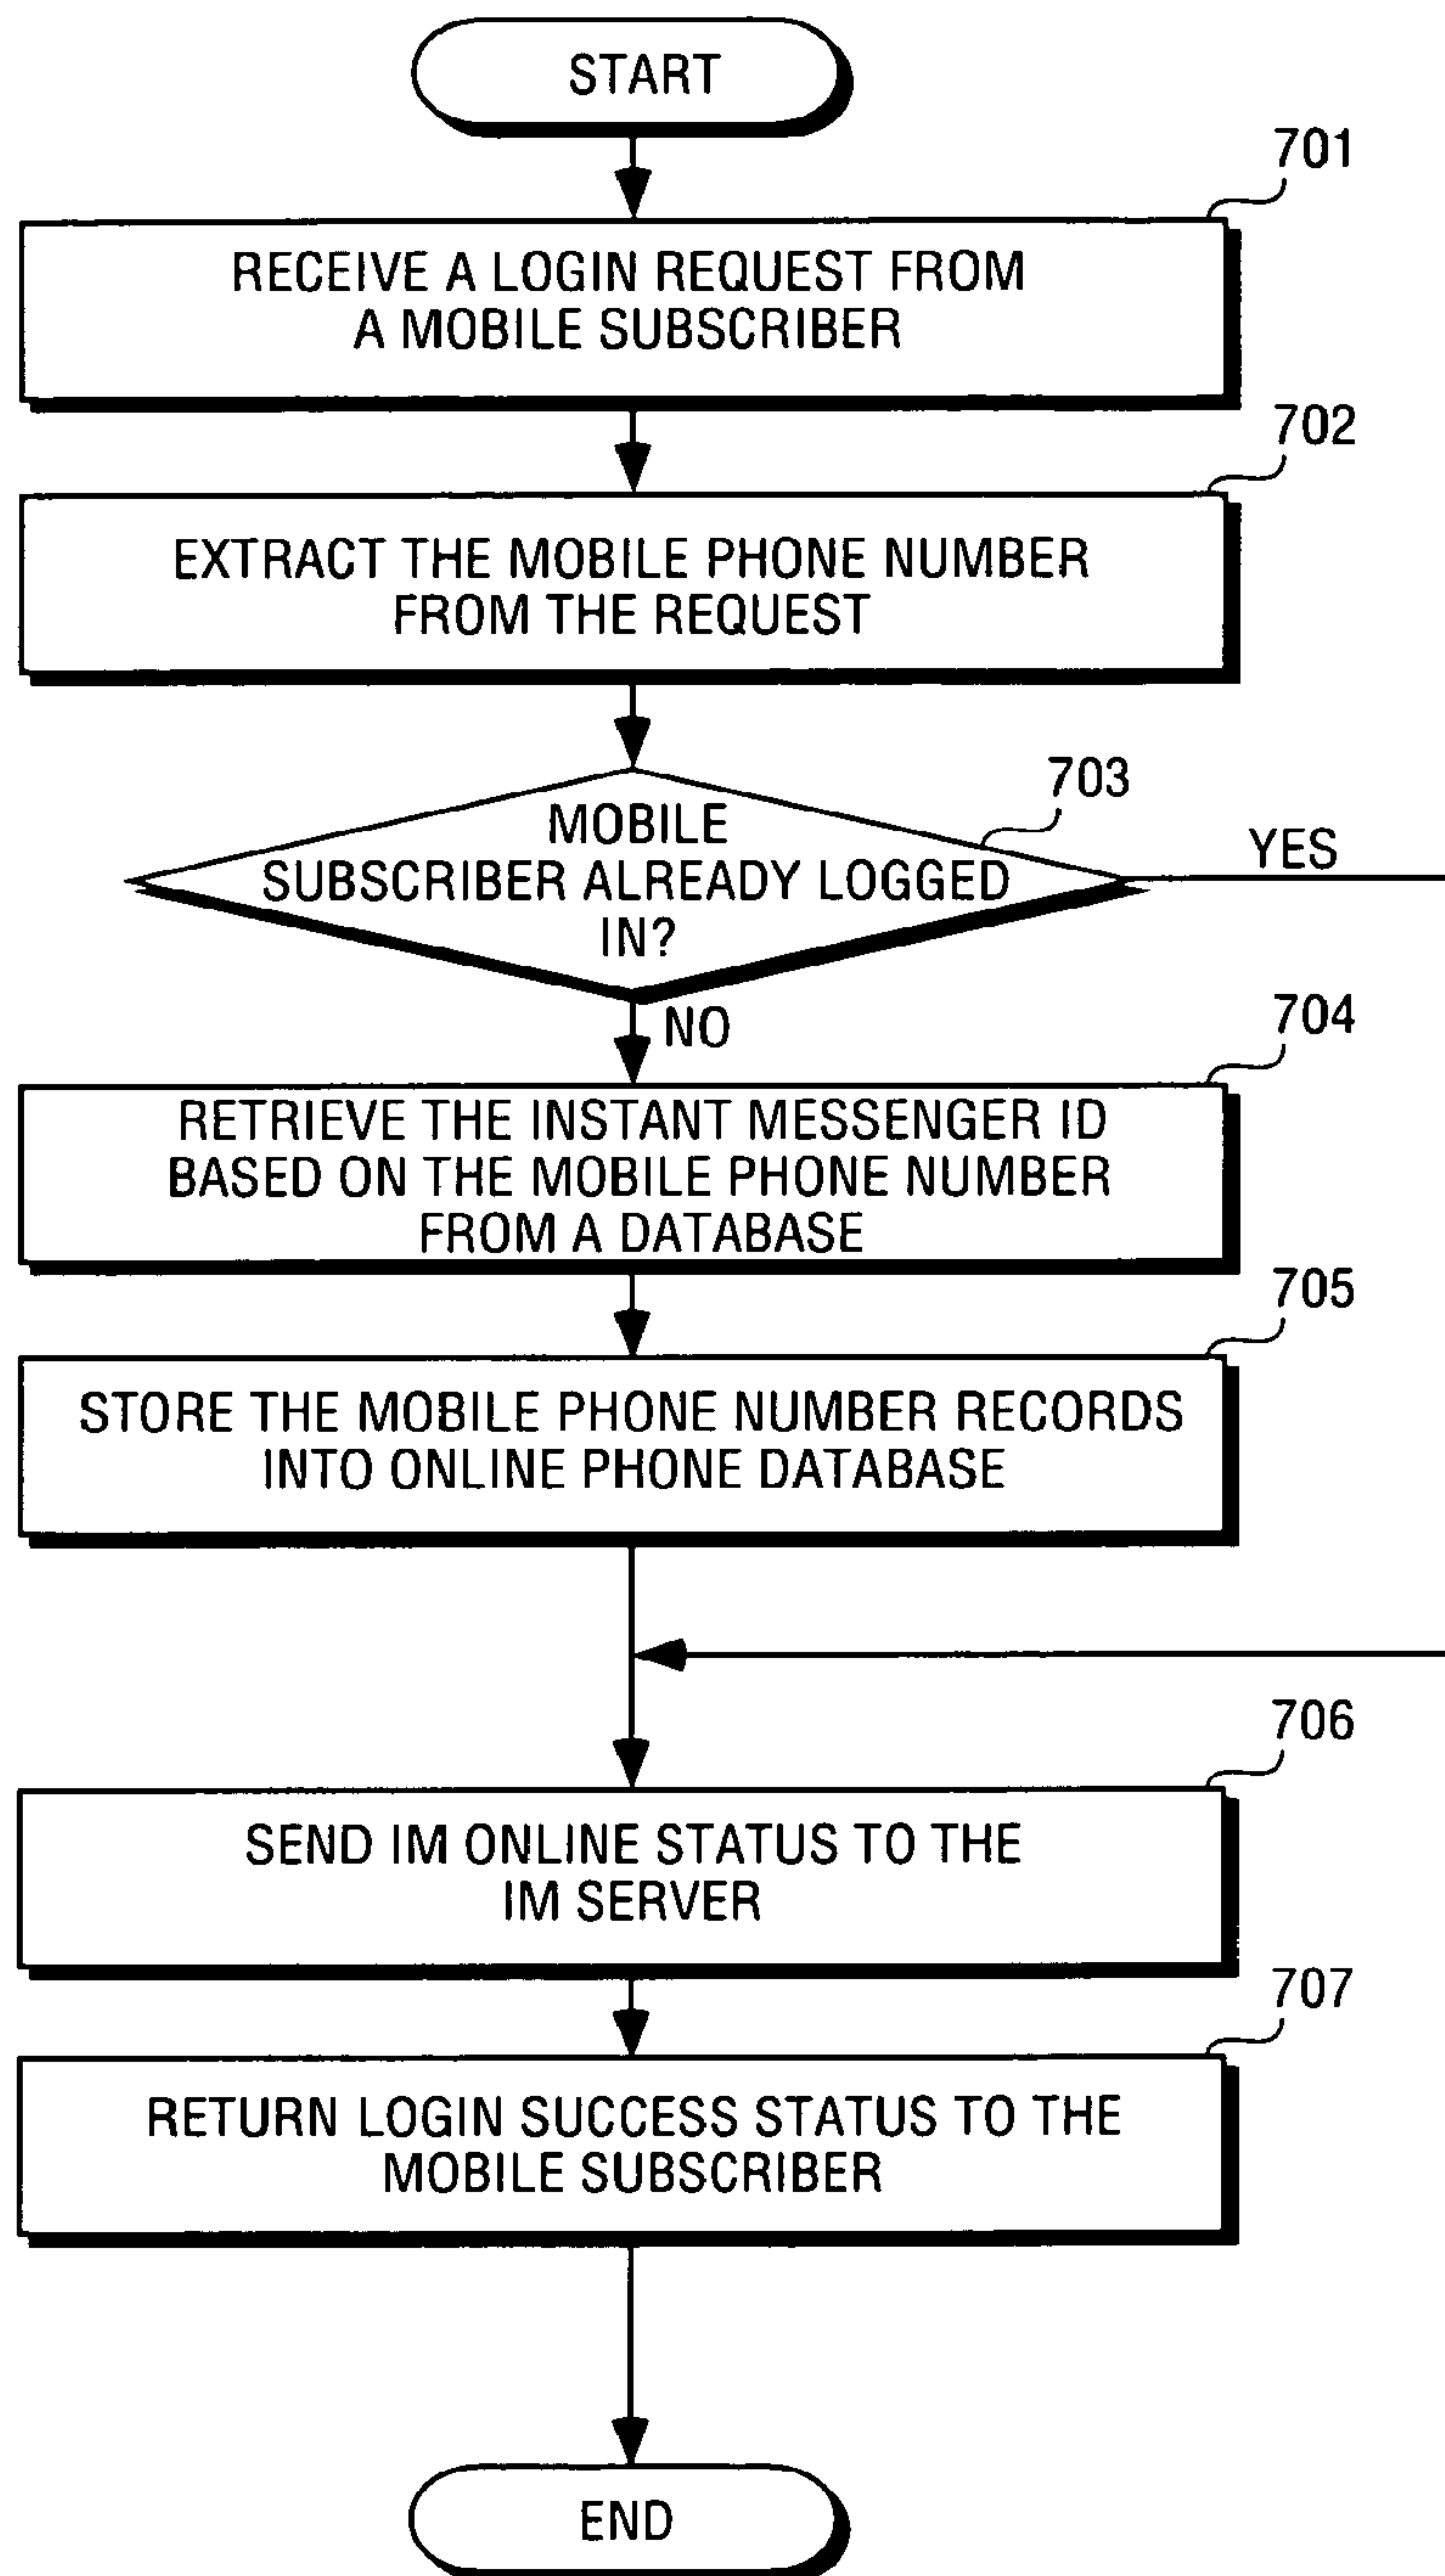 START
701
RECEIVE A LOGIN REQUEST FROM
A MOBILE SUBSCRIBER
702
EXTRACT THE MOBILE PHONE NUMBER
FROM THE REQUEST
703
MOBILE
SUBSCRIBER ALREADY LOGGED
IN?
YES
NO
704
RETRIEVE THE INSTANT MESSENGER ID
BASED ON THE MOBILE PHONE NUMBER
FROM A DATABASE
705
STORE THE MOBILE PHONE NUMBER RECORDS
INTO ONLINE PHONE DATABASE
706
SEND IM ONLINE STATUS TO THE
IM SERVER
707
RETURN LOGIN SUCCESS STATUS TO THE
MOBILE SUBSCRIBER
END